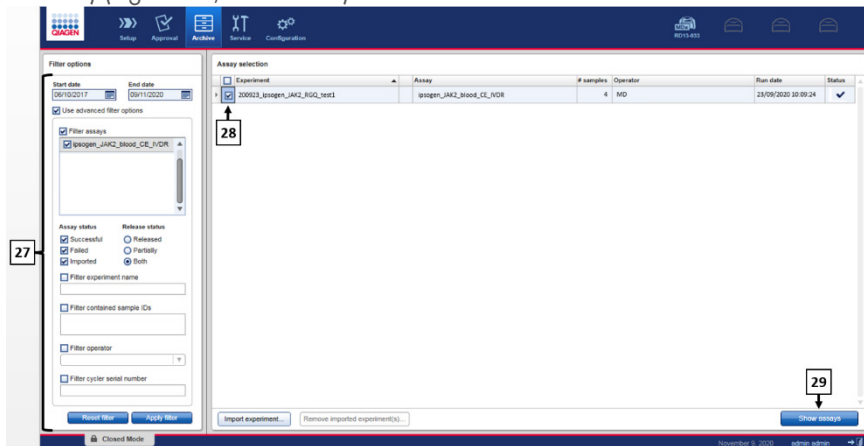 QIAGEN
Setup Approval Archive Service Configuration
RD13-833
Filter options
Start date End date
06/10/2017 09/11/2020
Use advanced filter options
Filter assays
ipsogen_JAK2_blood_CE_IVDR
Assay status Release status
Successful Released
Failed Partially
Imported Both
Filter experiment name
Filter contained sample IDs
Filter operator
Filter cycler serial number
Reset filter Apply filter
27
Assay selection
Experiment Assay # samples Operator Run date Status
200923_ipsogen_JAK2_RGQ_test1 ipsogen_JAK2_blood_CE_IVDR 4 MD 23/09/2020 10:09:24
28
29
Import experiment... Remove imported experiment(s)... Show assays
Closed Mode November 9, 2020 admin admin